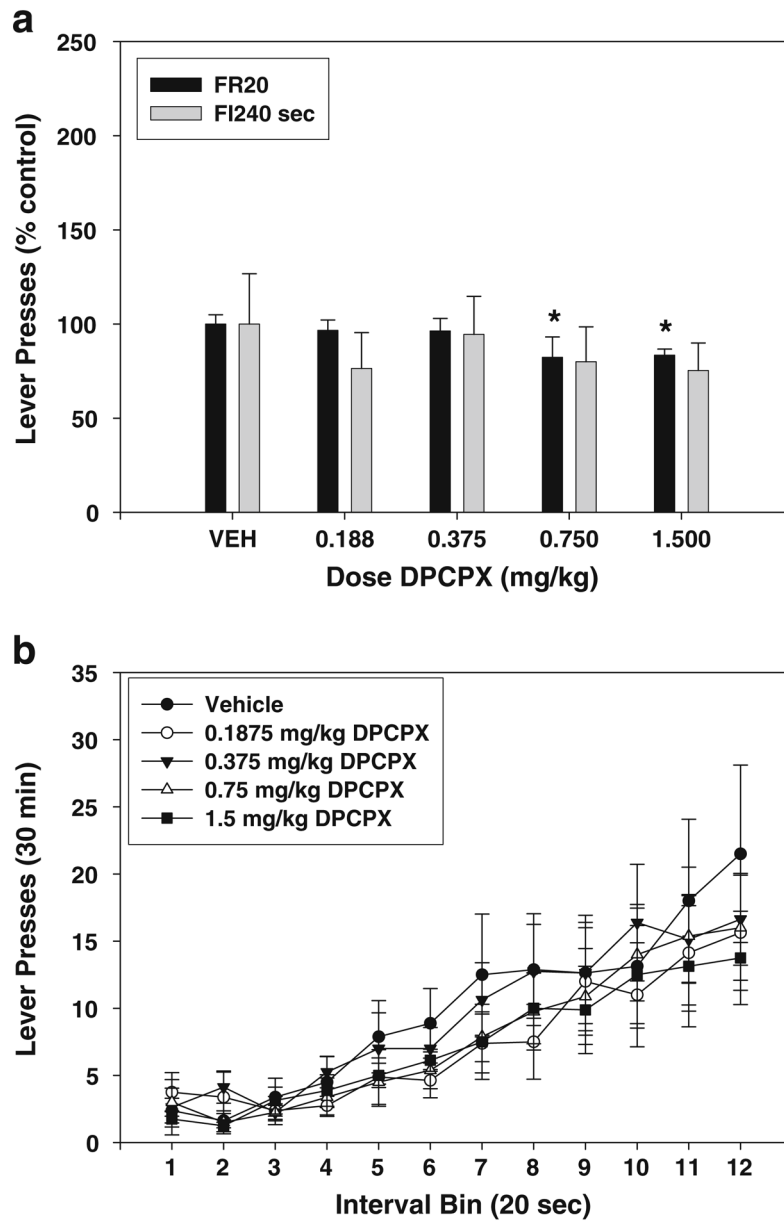 a
250
200
150
100
50
0
Lever Presses (% control)
FR20
FI240 sec
* *
VEH 0.188 0.375 0.750 1.500
Dose DPCPX (mg/kg)
b
35
30
25
20
15
10
5
0
Lever Presses (30 min)
Vehicle
0.1875 mg/kg DPCPX
0.375 mg/kg DPCPX
0.75 mg/kg DPCPX
1.5 mg/kg DPCPX
1 2 3 4 5 6 7 8 9 10 11 12
Interval Bin (20 sec)